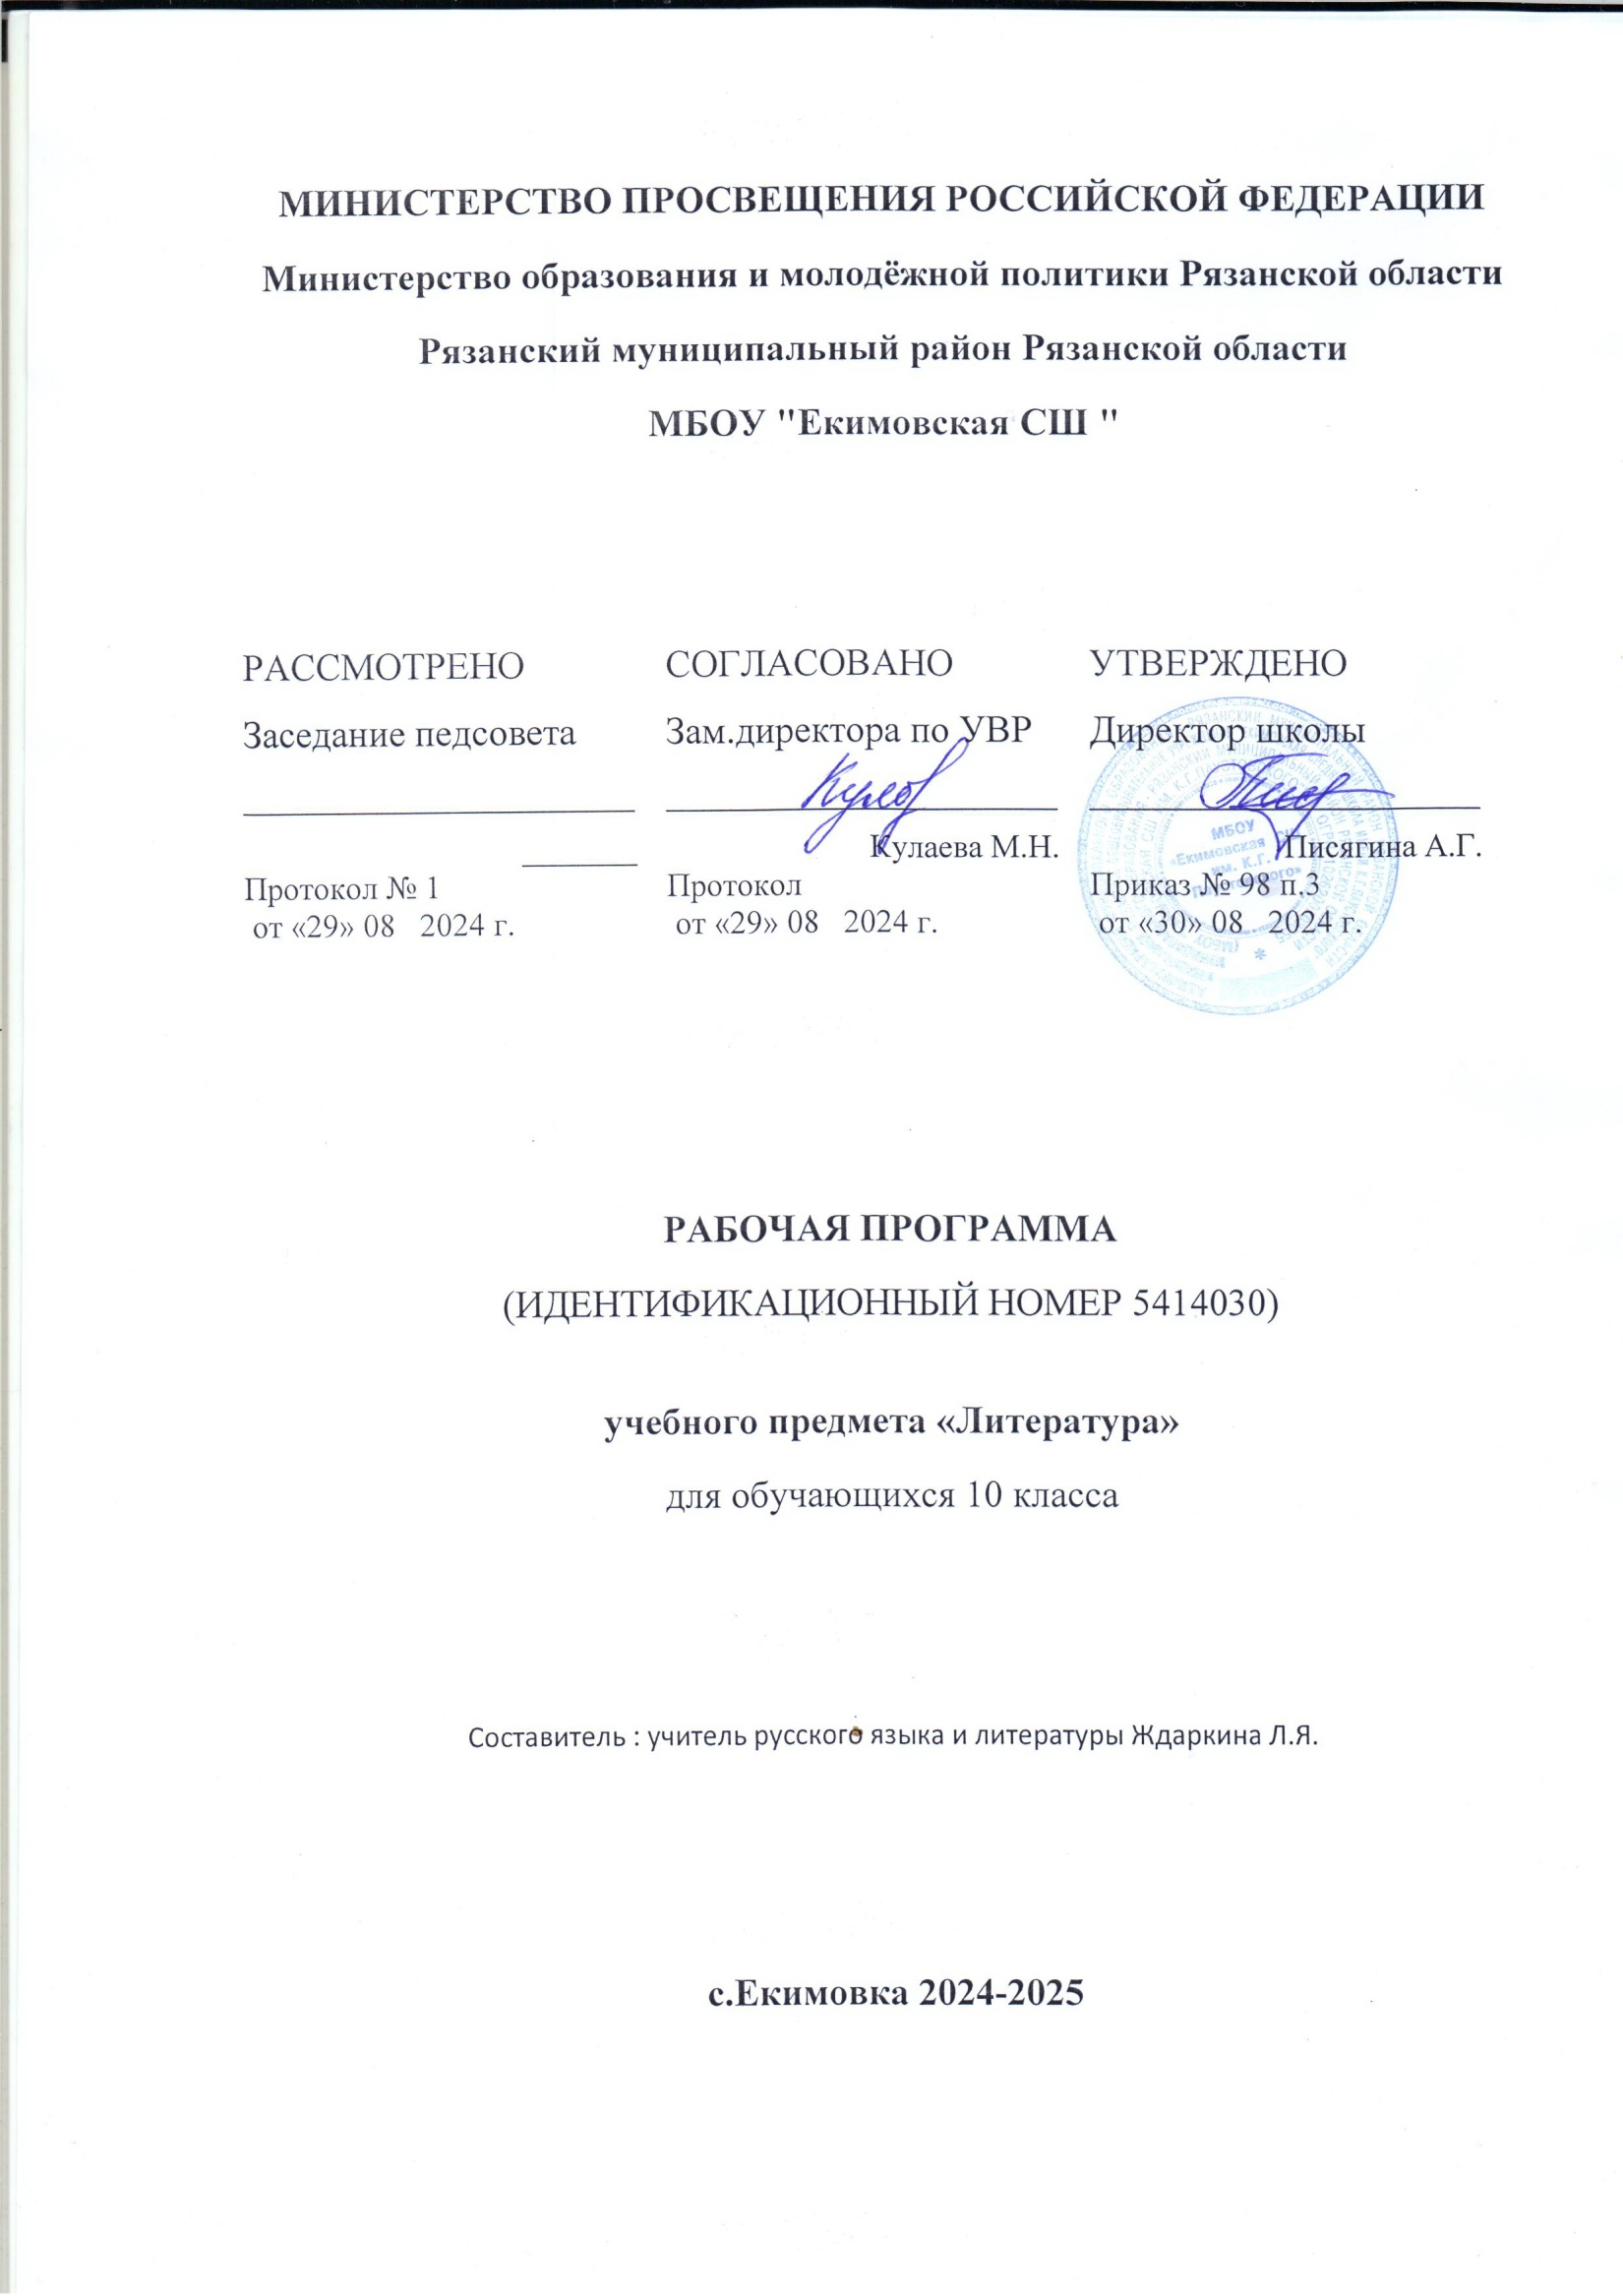 МИНИСТЕРСТВО ПРОСВЕЩЕНИЯ РОССИЙСКОЙ ФЕДЕРАЦИИ
Министерство образования и молодёжной политики Рязанской области
Рязанский муниципальный район Рязанской области
МБОУ "Екимовская СШ "
РАССМОТРЕНО
Заседание педсовета
Протокол № 1
от «29» 08 2024 г.
СОГЛАСОВАНО
Зам.директора по УВР
Кулаева М.Н.
Протокол
от «29» 08 2024 г.
УТВЕРЖДЕНО
Директор школы
Писягина А.Г.
Приказ № 98 п.3
от «30» 08 2024 г.
МБОУ
«Екимовская
им. К.Г.
РАБОЧАЯ ПРОГРАММА
(ИДЕНТИФИКАЦИОННЫЙ НОМЕР 5414030)
учебного предмета «Литература»
для обучающихся 10 класса
Составитель : учитель русского языка и литературы Ждаркина Л.Я.
с.Екимовка 2024-2025